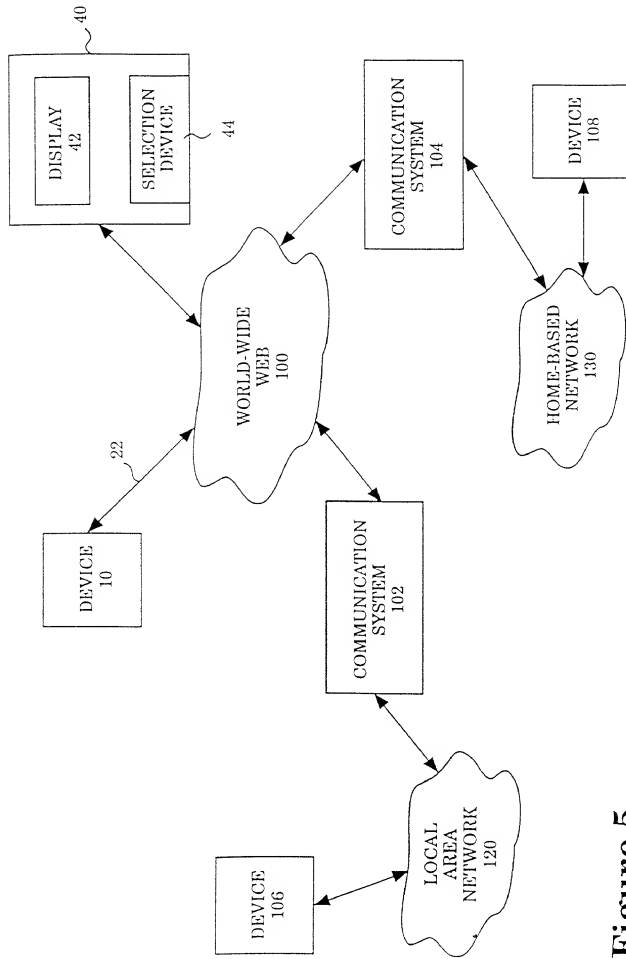 40
DISPLAY
42
SELECTION
DEVICE
44
22
DEVICE
10
WORLD-WIDE
WEB
100
COMMUNICATION
SYSTEM
104
COMMUNICATION
SYSTEM
102
DEVICE
108
HOME-BASED
NETWORK
130
DEVICE
106
LOCAL
AREA
NETWORK
120
Figure 5